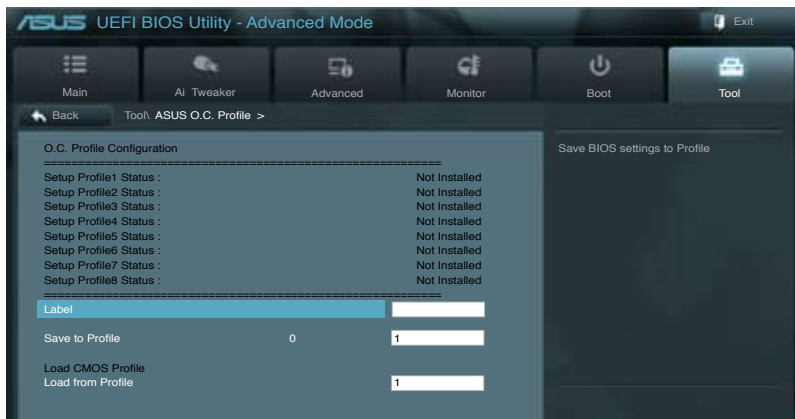 ASUS UEFI BIOS Utility - Advanced Mode
Exit
Main
Ai Tweaker
Advanced
Monitor
Boot
Tool
Back
Tool\ ASUS O.C. Profile >
O.C. Profile Configuration
Save BIOS settings to Profile
==========================================================
Setup Profile1 Status : Not Installed
Setup Profile2 Status : Not Installed
Setup Profile3 Status : Not Installed
Setup Profile4 Status : Not Installed
Setup Profile5 Status : Not Installed
Setup Profile6 Status : Not Installed
Setup Profile7 Status : Not Installed
Setup Profile8 Status : Not Installed
==========================================================
Label
Save to Profile 0 1
Load CMOS Profile
Load from Profile 1